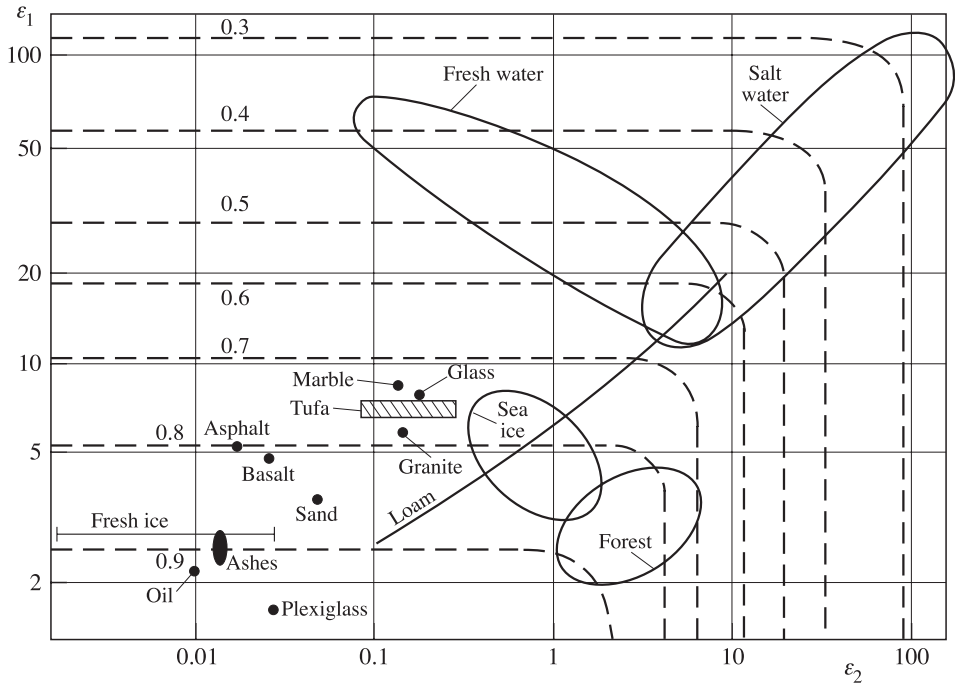 ε1
0.3
100
Fresh water
Salt
water
0.4
50
0.5
20
0.6
0.7
10
Marble
Glass
Tufa
Sea
ice
0.8
Asphalt
5
Basalt
Granite
Loam
Sand
Fresh ice
Forest
0.9
Ashes
2
Oil
Plexiglass
0.01
0.1
1
10
100
ε2